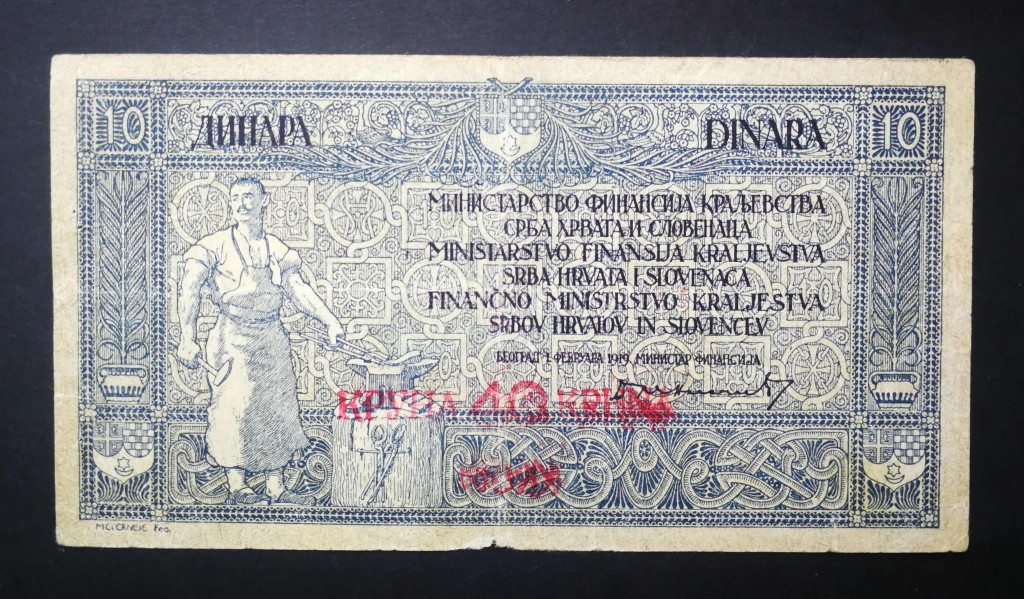 10 ДИНАРА DINARA 10
МИНИСТАРСТВО ФИНАНСИЈА КРАЉЕВСТВА
СРБА ХРВАТА И СЛОВЕНАЦА
MINISTARSTVO FINANSIJA KRALJEVSTVA
SRBA HRVATA I SLOVENACA
FINANČNO MINISTRSTVO KRALJESTVA
SRBOV HRVATOV IN SLOVENCEV
БЕОГРАД 1. ФЕБРУАРА 1919. МИНИСТАР ФИНАНСИЈА
КРУНА 40 KRUNA